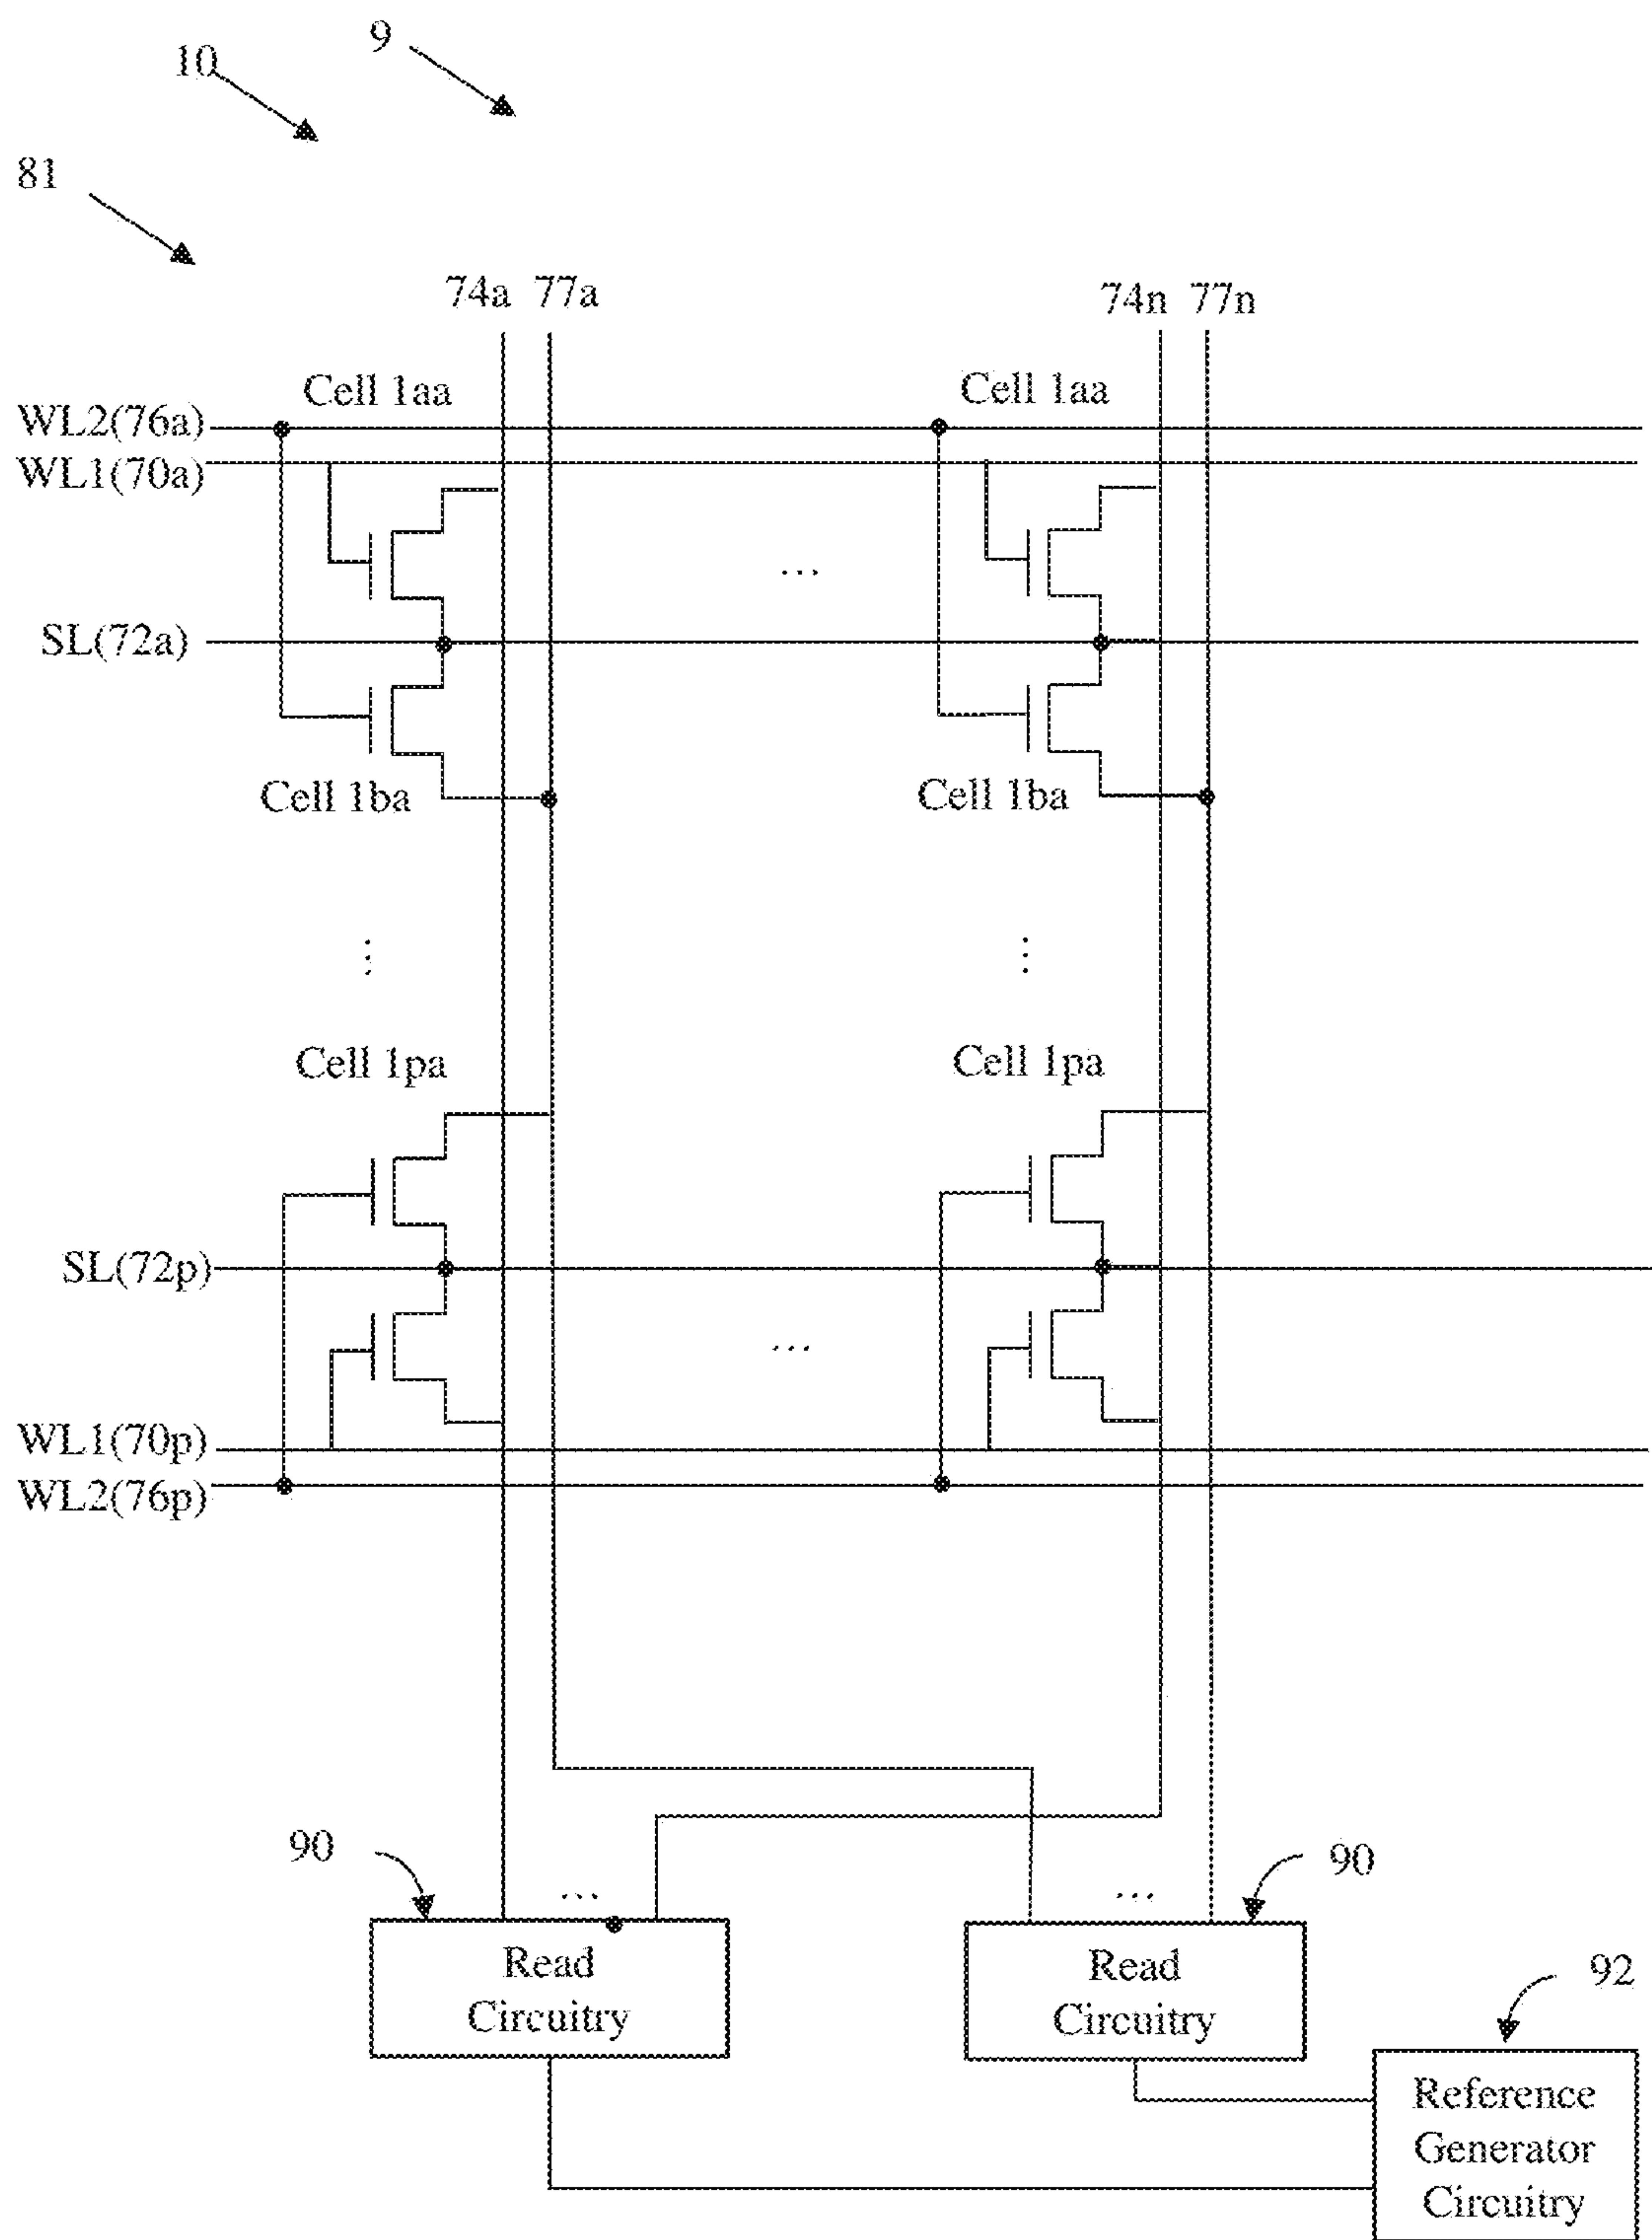 9
10
81
74a 77a
74n 77n
Cell 1aa
Cell 1aa
WL2(76a)
WL1(70a)
...
SL(72a)
Cell 1ba
Cell 1ba
...
...
Cell 1pa
Cell 1pa
SL(72p)
...
WL1(70p)
WL2(76p)
90
90
...
...
Read
Circuitry
Read
Circuitry
92
Reference
Generator
Circuitry